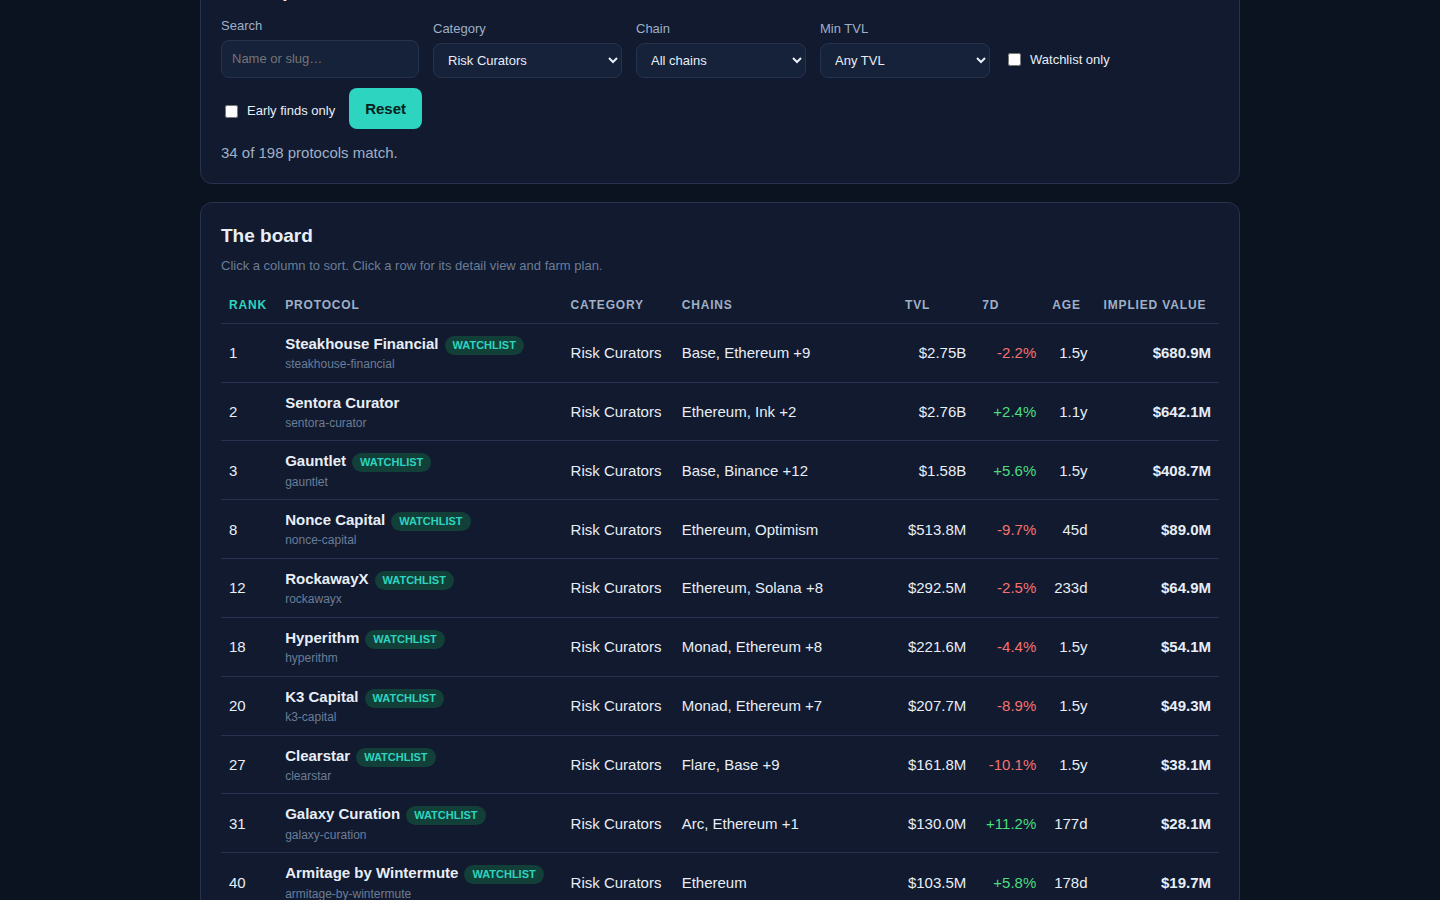 Search
Category
Chain
Min TVL
Name or slug…
Risk Curators
All chains
Any TVL
Watchlist only
Early finds only
Reset
34 of 198 protocols match.
The board
Click a column to sort. Click a row for its detail view and farm plan.
RANK PROTOCOL CATEGORY CHAINS TVL 7D AGE IMPLIED VALUE
1 Steakhouse Financial WATCHLIST Risk Curators Base, Ethereum +9 $2.75B -2.2% 1.5y $680.9M
steakhouse-financial
2 Sentora Curator Risk Curators Ethereum, Ink +2 $2.76B +2.4% 1.1y $642.1M
sentora-curator
3 Gauntlet WATCHLIST Risk Curators Base, Binance +12 $1.58B +5.6% 1.5y $408.7M
gauntlet
8 Nonce Capital WATCHLIST Risk Curators Ethereum, Optimism $513.8M -9.7% 45d $89.0M
nonce-capital
12 RockawayX WATCHLIST Risk Curators Ethereum, Solana +8 $292.5M -2.5% 233d $64.9M
rockawayx
18 Hyperithm WATCHLIST Risk Curators Monad, Ethereum +8 $221.6M -4.4% 1.5y $54.1M
hyperithm
20 K3 Capital WATCHLIST Risk Curators Monad, Ethereum +7 $207.7M -8.9% 1.5y $49.3M
k3-capital
27 Clearstar WATCHLIST Risk Curators Flare, Base +9 $161.8M -10.1% 1.5y $38.1M
clearstar
31 Galaxy Curation WATCHLIST Risk Curators Arc, Ethereum +1 $130.0M +11.2% 177d $28.1M
galaxy-curation
40 Armitage by Wintermute WATCHLIST Risk Curators Ethereum $103.5M +5.8% 178d $19.7M
armitage-by-wintermute